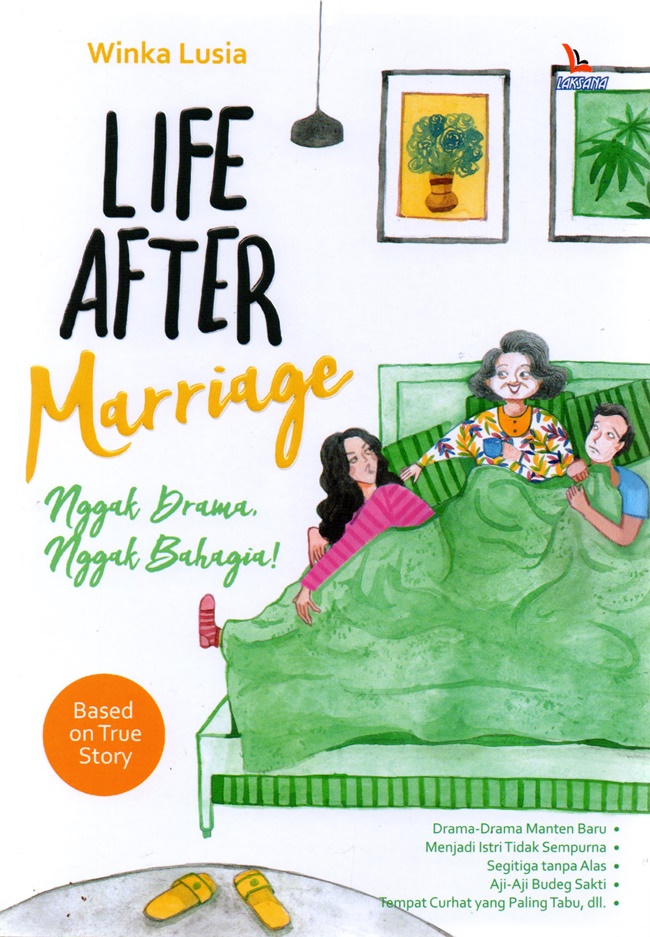 Winka Lusia
LAKSANA
LIFE
AFTER
Marriage
Nggak Drama,
Nggak Bahagia!
Based
on True
Story
Drama-Drama Manten Baru •
Menjadi Istri Tidak Sempurna •
Segitiga tanpa Alas •
Aji-Aji Budeg Sakti •
Tempat Curhat yang Paling Tabu, dll. •